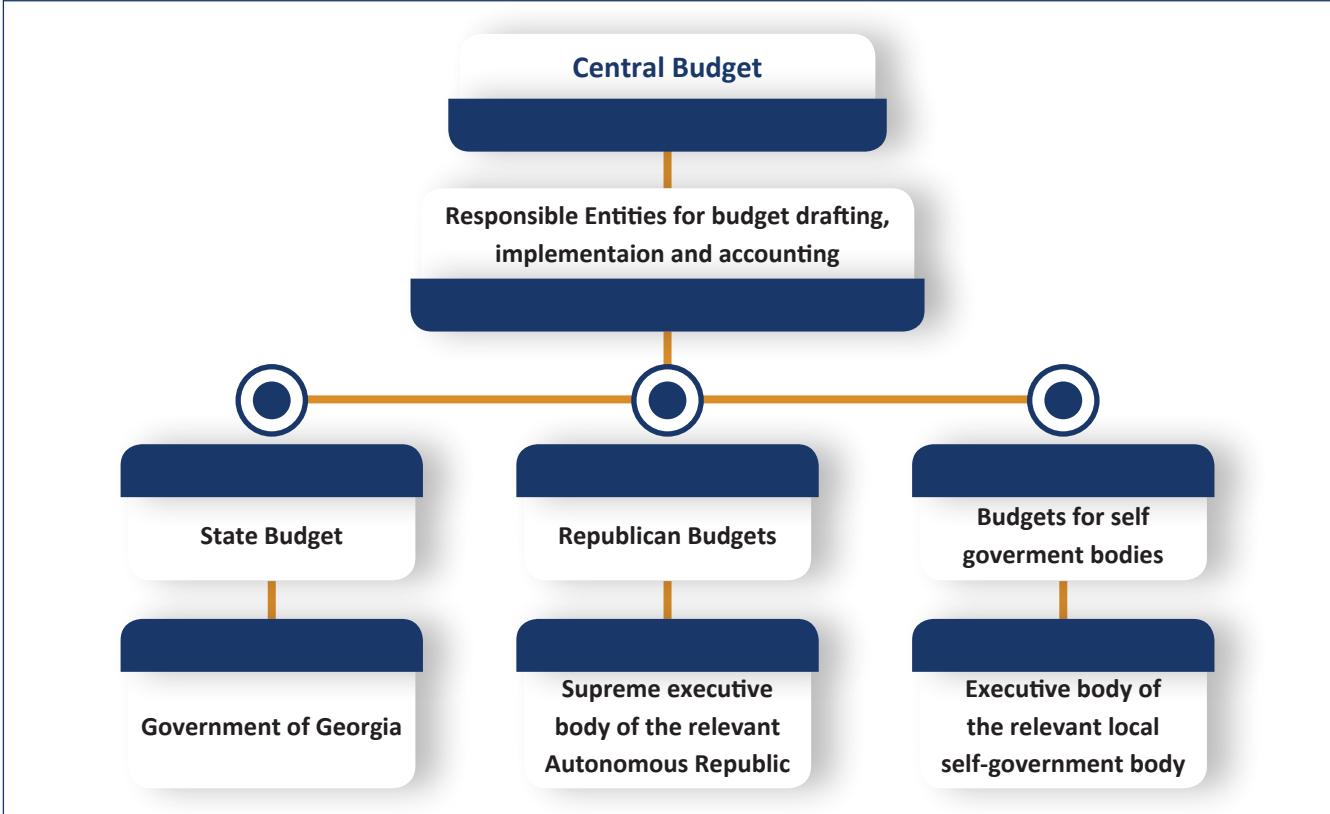 Central Budget
Responsible Entities for budget drafting,
implementaion and accounting
State Budget
Republican Budgets
Budgets for self
goverment bodies
Government of Georgia
Supreme executive
body of the relevant
Autonomous Republic
Executive body of
the relevant local
self-government body